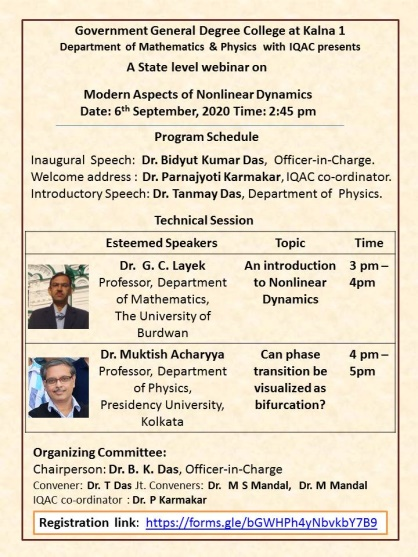 Government General Degree College at Kalna 1
Department of Mathematics & Physics with IQAC presents
A State level webinar on
Modern Aspects of Nonlinear Dynamics
Date: 6th September, 2020 Time: 2:45 pm
Program Schedule
Inaugural Speech: Dr. Bidyut Kumar Das, Officer-in-Charge.
Welcome address : Dr. Parnajyoti Karmakar, IQAC co-ordinator.
Introductory Speech: Dr. Tanmay Das, Department of Physics.
Technical Session
Esteemed Speakers Topic Time
Dr. G. C. Layek
Professor, Department
of Mathematics,
The University of
Burdwan
An introduction
to Nonlinear
Dynamics
3 pm –
4pm
Dr. Muktish Acharyya
Professor, Department
of Physics,
Presidency University,
Kolkata
Can phase
transition be
visualized as
bifurcation?
4 pm –
5pm
Organizing Committee:
Chairperson: Dr. B. K. Das, Officer-in-Charge
Convener: Dr. T Das Jt. Conveners: Dr. M S Mandal, Dr. M Mandal
IQAC co-ordinator : Dr. P Karmakar
Registration link: https://forms.gle/bGWHPh4yNbvkbY7B9